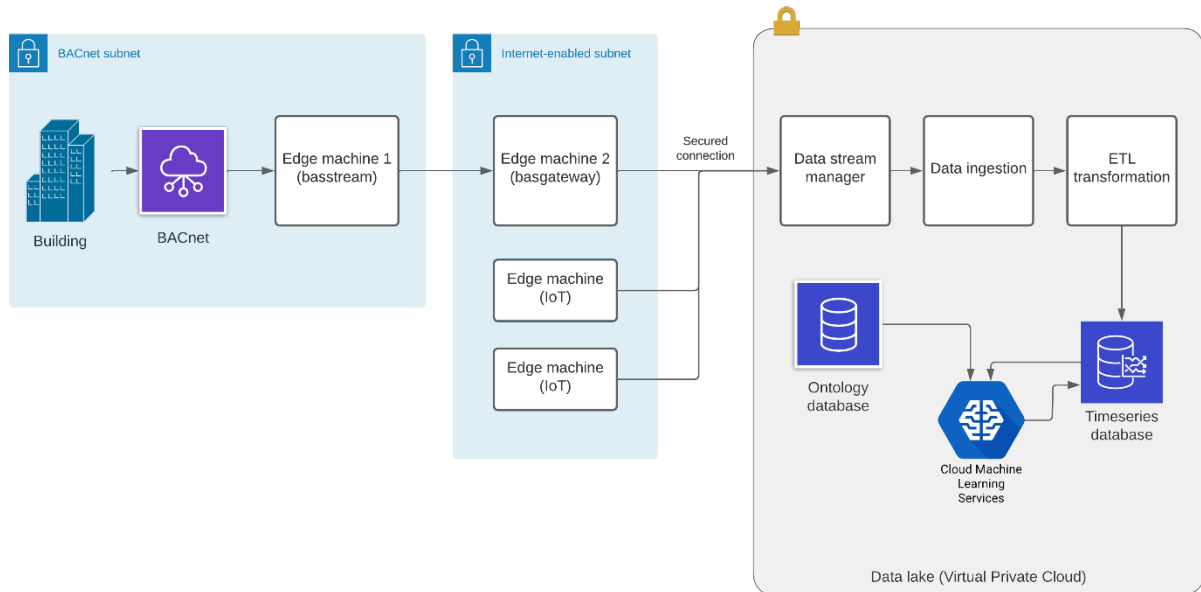 BACnet subnet
Internet-enabled subnet
Building
BACnet
Edge machine 1
(basstream)
Edge machine 2
(basgateway)
Edge machine
(IoT)
Edge machine
(IoT)
Secured
connection
Data stream
manager
Data ingestion
ETL
transformation
Ontology
database
Cloud Machine
Learning
Services
Timeseries
database
Data lake (Virtual Private Cloud)